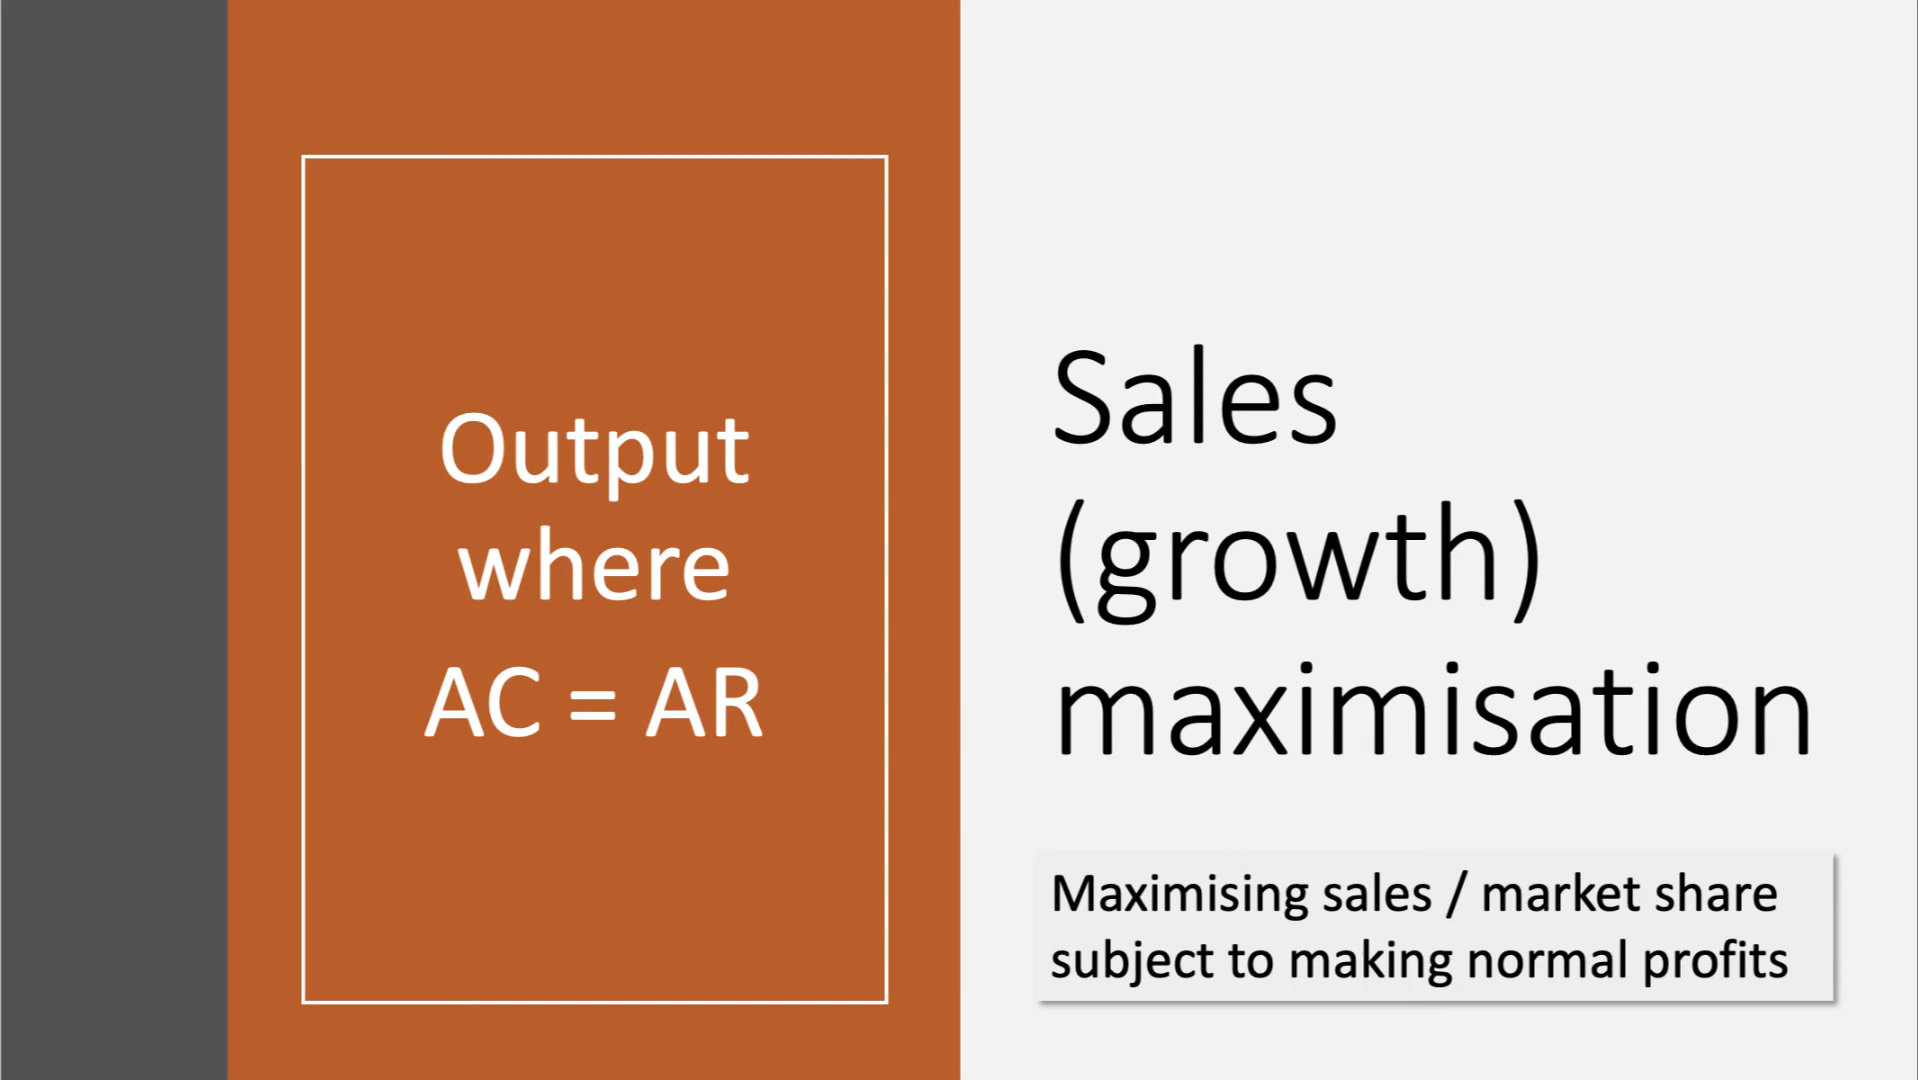 Output
where
AC = AR
Sales
(growth)
maximisation
Maximising sales / market share
subject to making normal profits